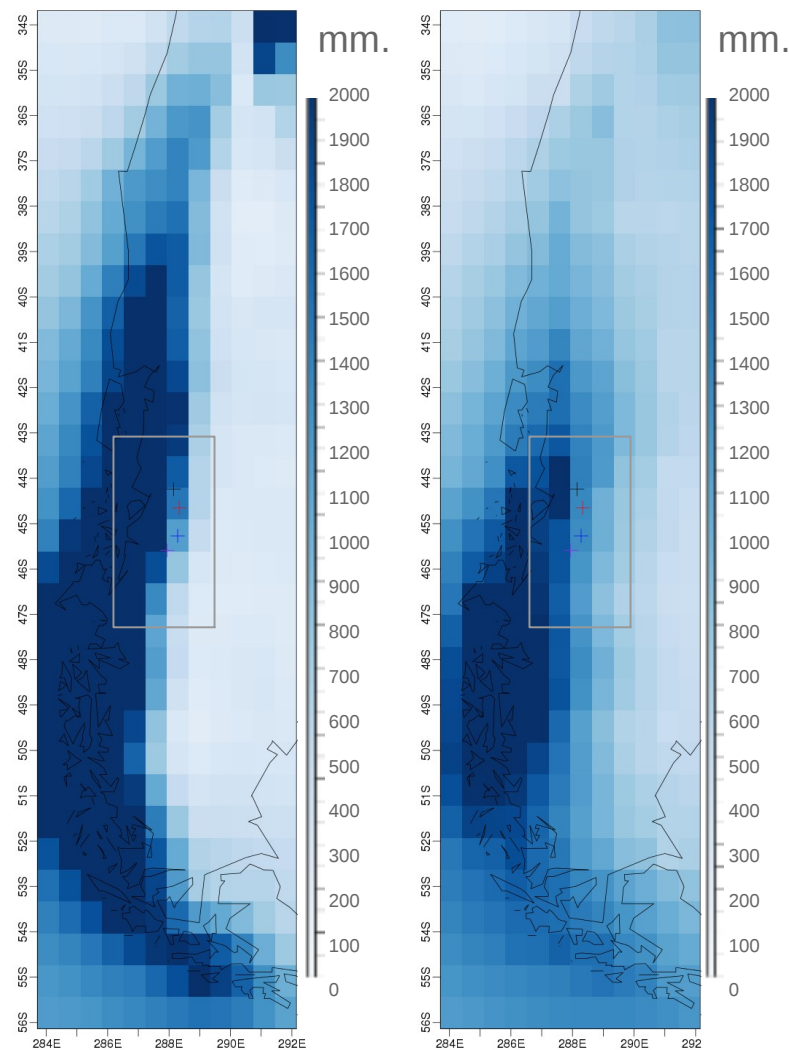 mm.
mm.
34S
35S
36S
37S
38S
39S
40S
41S
42S
43S
44S
45S
46S
47S
48S
49S
50S
51S
52S
53S
54S
55S
56S
284E
286E
288E
290E
292E
2000
1900
1800
1700
1600
1500
1400
1300
1200
1100
1000
900
800
700
600
500
400
300
200
100
0
34S
35S
36S
37S
38S
39S
40S
41S
42S
43S
44S
45S
46S
47S
48S
49S
50S
51S
52S
53S
54S
55S
56S
284E
286E
288E
290E
292
2000
1900
1800
1700
1600
1500
1400
1300
1200
1100
1000
900
800
700
600
500
400
300
200
100
0